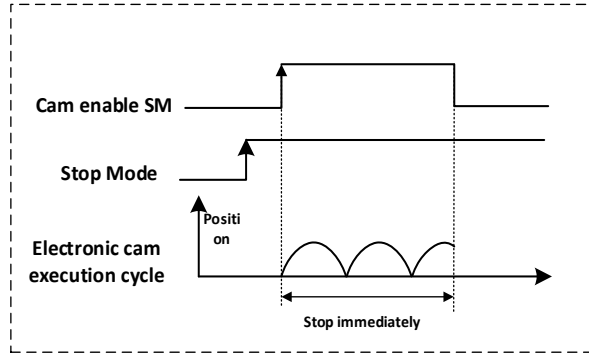 Cam enable SM
Stop Mode
Positi
on
Electronic cam
execution cycle
Stop immediately